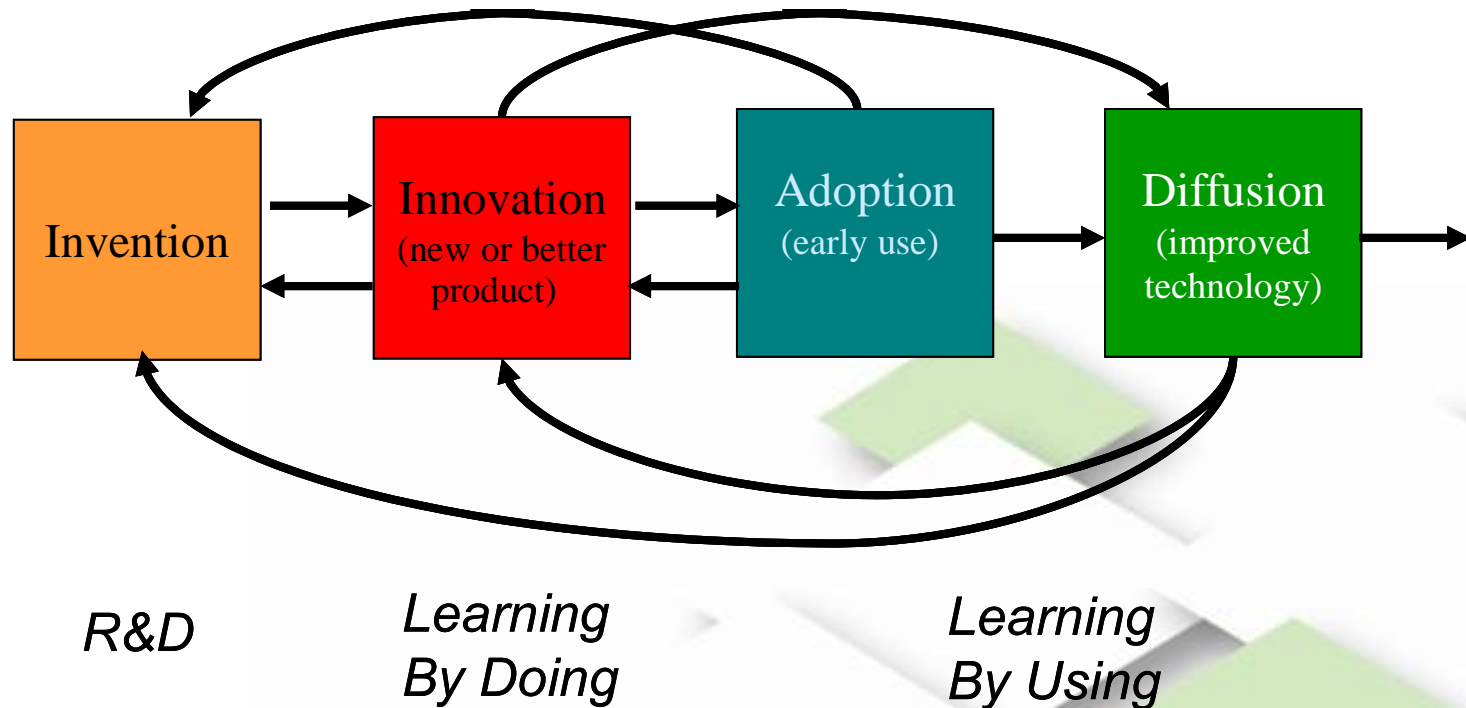 Invention
Innovation
(new or better
product)
Adoption
(early use)
Diffusion
(improved
technology)
R&D
Learning
By Doing
Learning
By Using